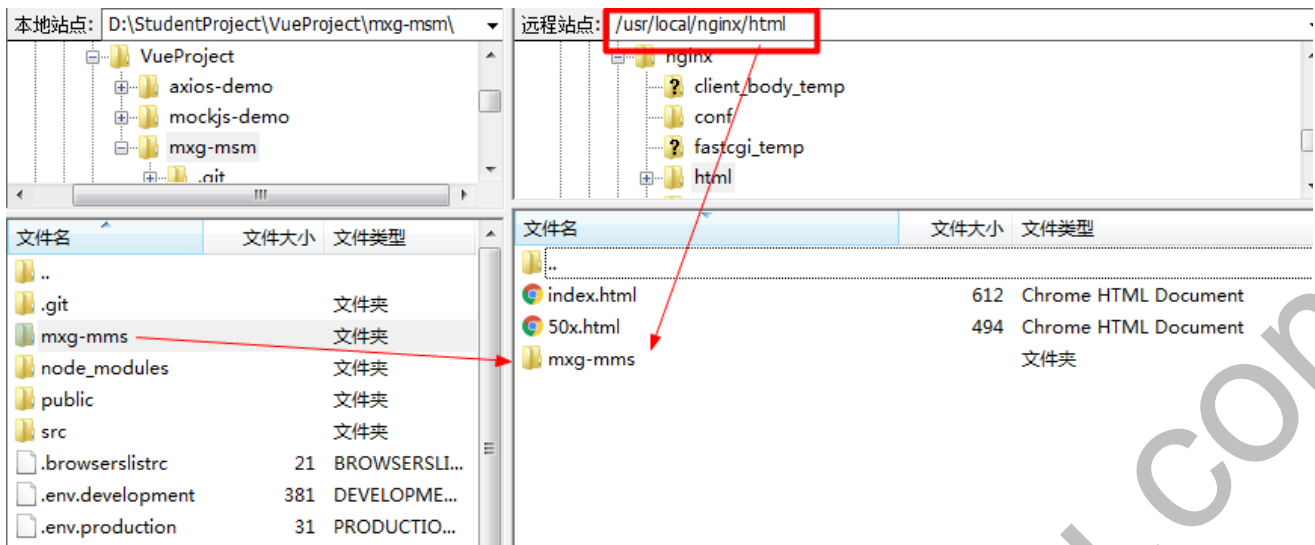 本地站点: D:\StudentProject\VueProject\mxg-msm\
VueProject
axios-demo
mockjs-demo
mxg-msm
.git
文件名 文件大小 文件类型
..
.git 文件夹
mxg-mms 文件夹
node_modules 文件夹
public 文件夹
src 文件夹
.browserslistrc 21 BROWSERSLI...
.env.development 381 DEVELOPME...
.env.production 31 PRODUCTIO...
远程站点: /usr/local/nginx/html
nginx
client_body_temp
conf
fastcgi_temp
html
文件名 文件大小 文件类型
..
index.html 612 Chrome HTML Document
50x.html 494 Chrome HTML Document
mxg-mms 文件夹